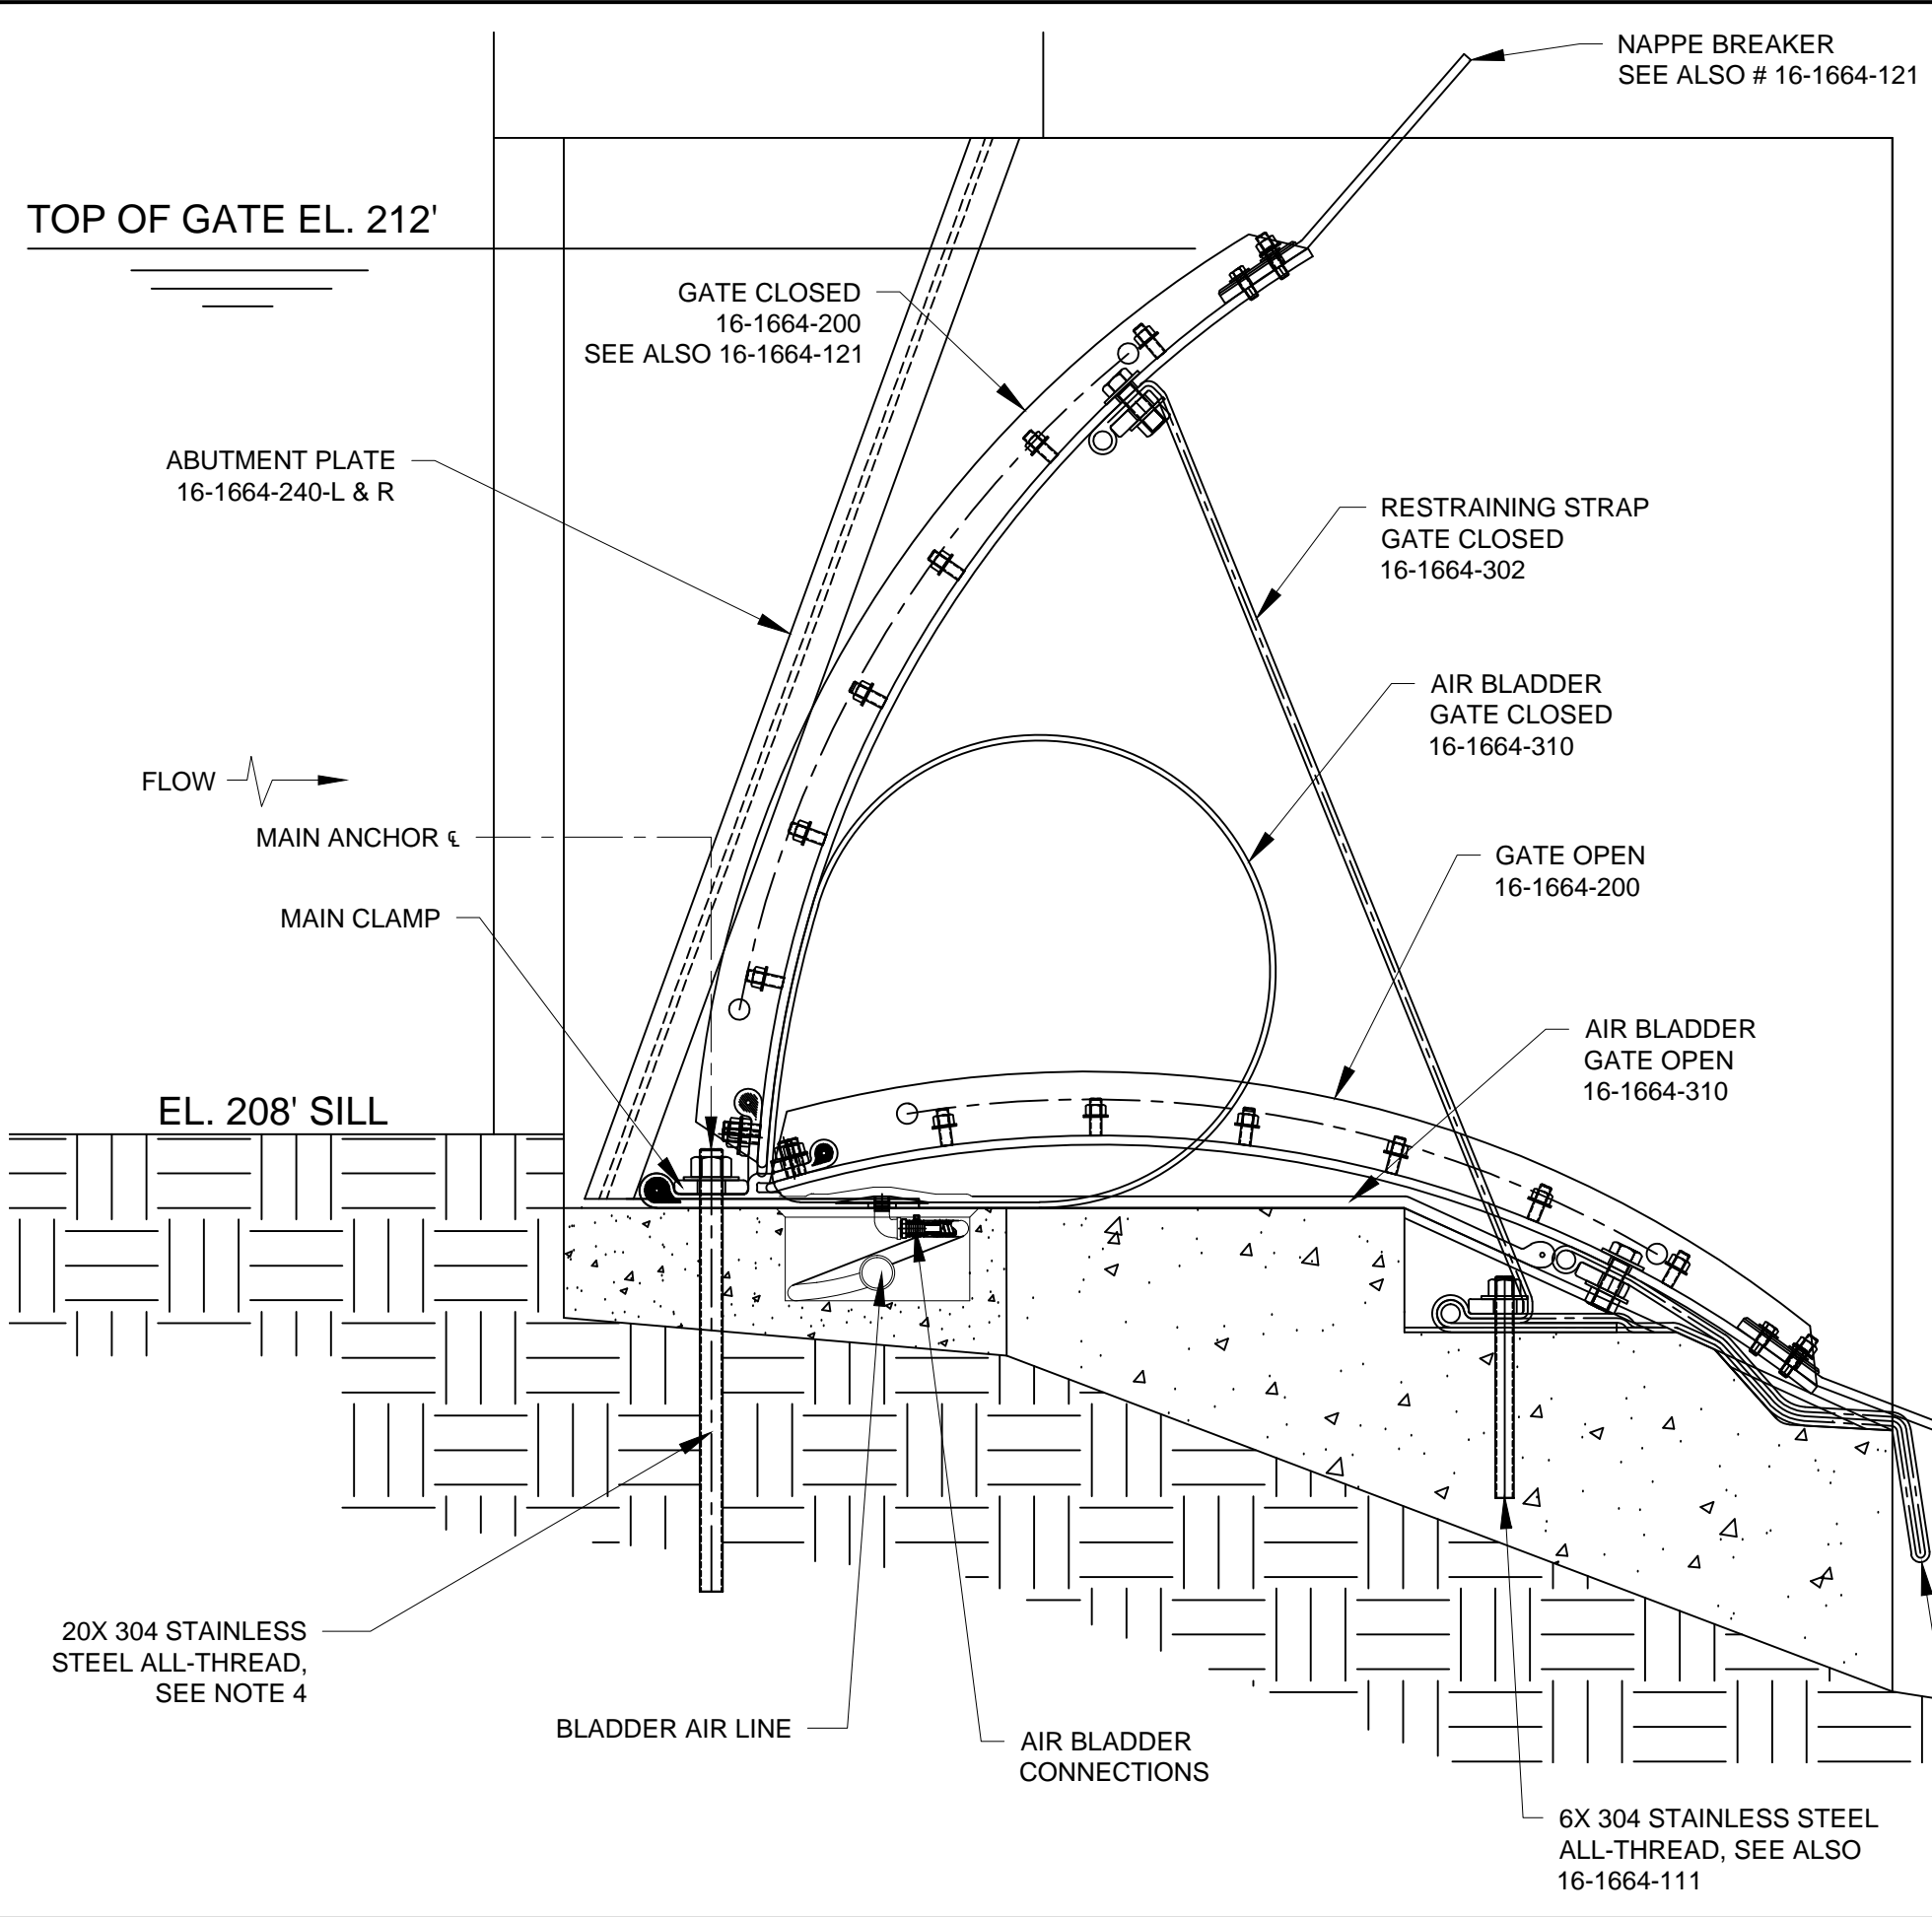 NAPPE BREAKER
SEE ALSO # 16-1664-121
TOP OF GATE EL. 212'
GATE CLOSED
16-1664-200
SEE ALSO 16-1664-121
ABUTMENT PLATE
16-1664-240-L & R
RESTRAINING STRAP
GATE CLOSED
16-1664-302
AIR BLADDER
GATE CLOSED
16-1664-310
FLOW
MAIN ANCHOR ℄
GATE OPEN
16-1664-200
MAIN CLAMP
AIR BLADDER
GATE OPEN
16-1664-310
EL. 208' SILL
20X 304 STAINLESS
STEEL ALL-THREAD,
SEE NOTE 4
BLADDER AIR LINE
AIR BLADDER
CONNECTIONS
6X 304 STAINLESS STEEL
ALL-THREAD, SEE ALSO
16-1664-111